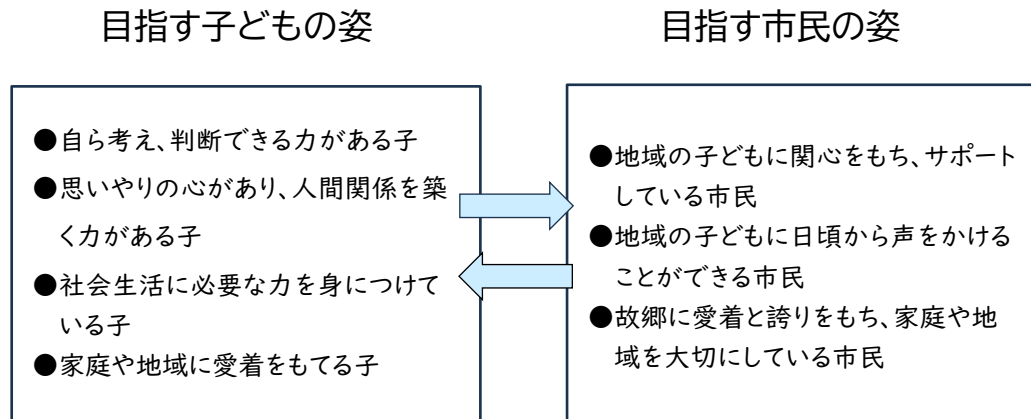 目指す子どもの姿
●自ら考え、判断できる力がある子
●思いやりの心があり、人間関係を築
く力がある子
●社会生活に必要な力を身につけて
いる子
●家庭や地域に愛着をもてる子
目指す市民の姿
●地域の子どもに関心をもち、サポート
している市民
●地域の子どもに日頃から声をかける
ことができる市民
●故郷に愛着と誇りをもち、家庭や地
域を大切にしている市民